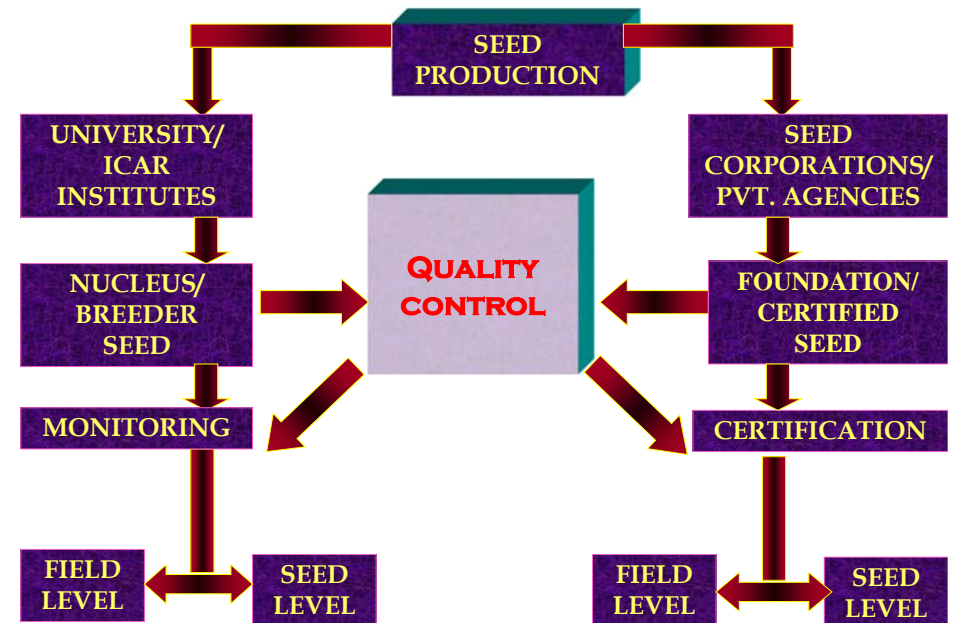 SEED
PRODUCTION
UNIVERSITY/
ICAR
INSTITUTES
SEED
CORPORATIONS/
PVT. AGENCIES
QUALITY
CONTROL
NUCLEUS/
BREEDER
SEED
FOUNDATION/
CERTIFIED
SEED
MONITORING
CERTIFICATION
FIELD
LEVEL
SEED
LEVEL
FIELD
LEVEL
SEED
LEVEL